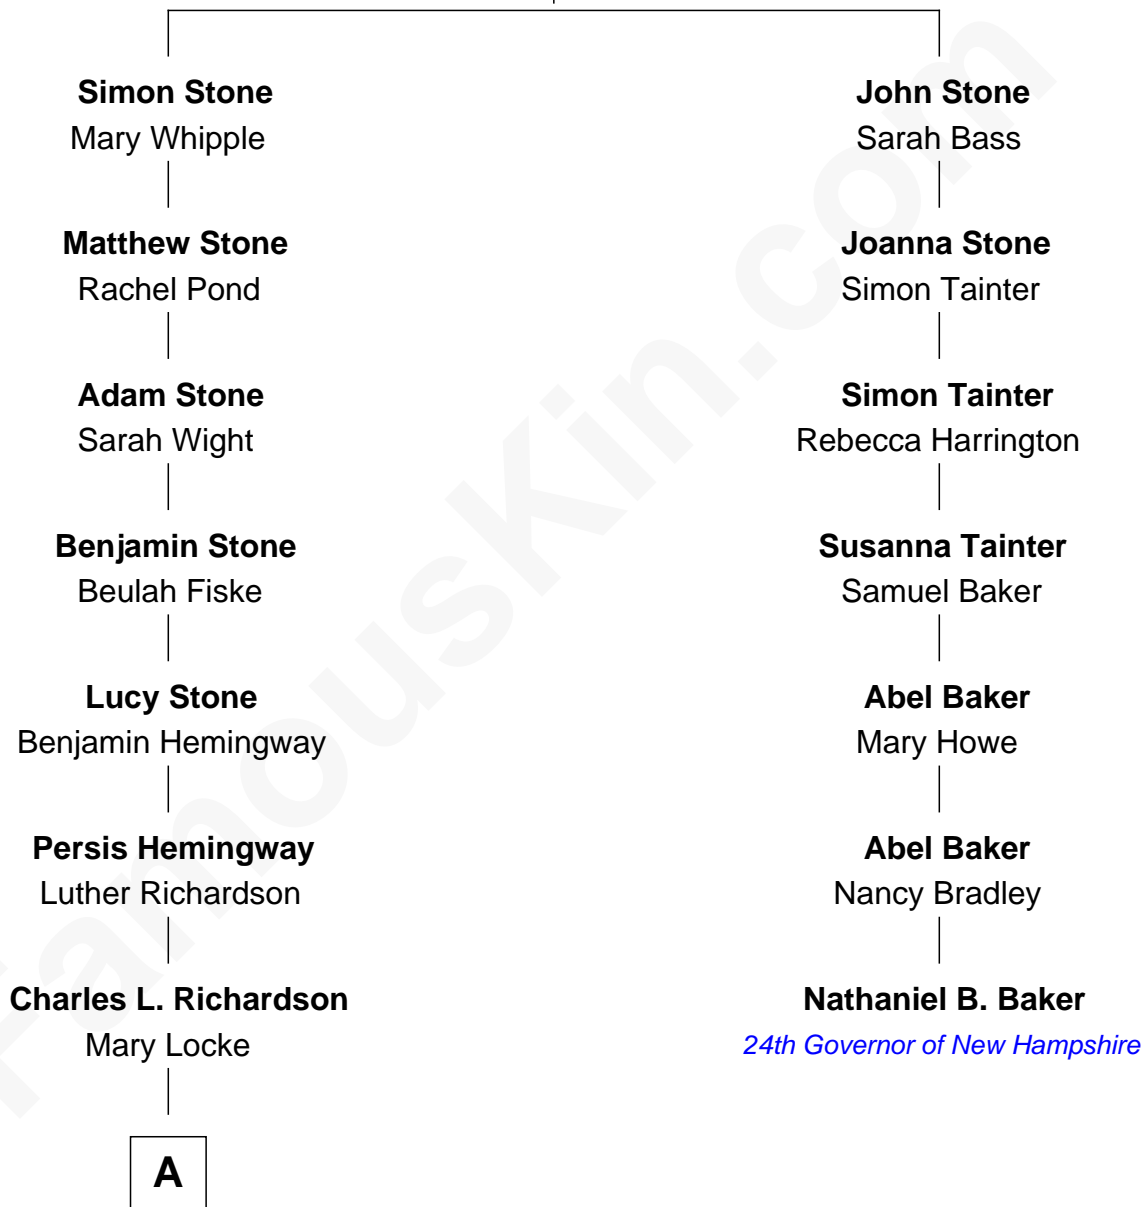 Simon Stone
Mary Whipple
Matthew Stone
Rachel Pond
Adam Stone
Sarah Wight
Benjamin Stone
Beulah Fiske
Lucy Stone
Benjamin Hemingway
Persis Hemingway
Luther Richardson
Charles L. Richardson
Mary Locke
A
John Stone
Sarah Bass
Joanna Stone
Simon Tainter
Simon Tainter
Rebecca Harrington
Susanna Tainter
Samuel Baker
Abel Baker
Mary Howe
Abel Baker
Nancy Bradley
Nathaniel B. Baker
24th Governor of New Hampshire
FamousKin.com